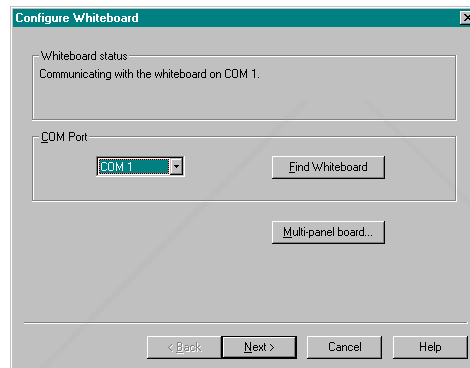 Configure Whiteboard
Whiteboard status
Communicating with the whiteboard on COM 1.
COM Port
COM 1
Find Whiteboard
Multi-panel board...
< Back
Next >
Cancel
Help